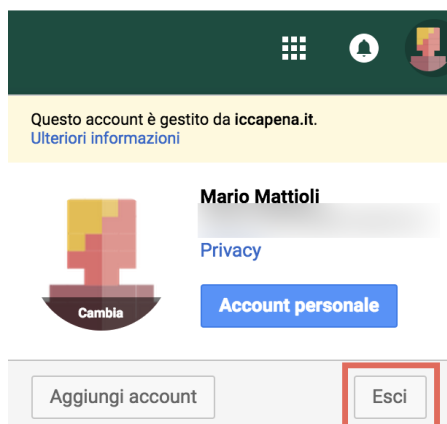 Questo account è gestito da iccapena.it.
Ulteriori informazioni
Mario Mattioli
Privacy
Cambia
Account personale
Aggiungi account
Esci